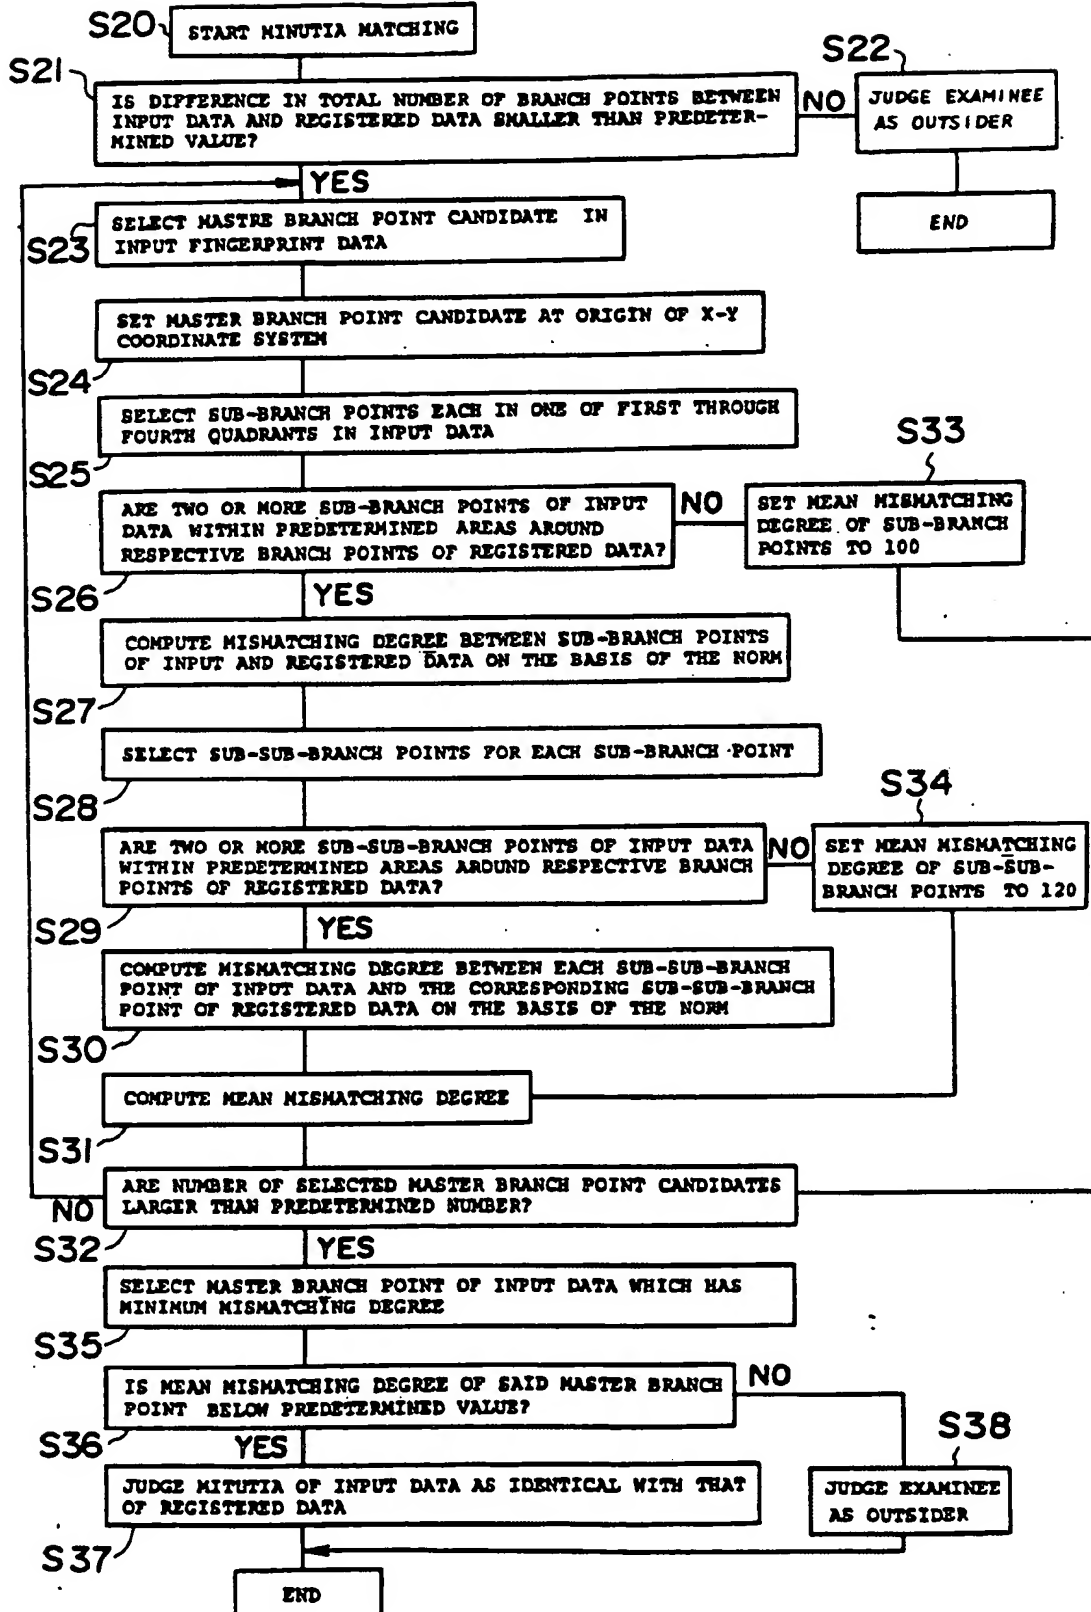 S20
START MINUTIA MATCHING
S21
IS DIFFERENCE IN TOTAL NUMBER OF BRANCH POINTS BETWEEN
INPUT DATA AND REGISTERED DATA SMALLER THAN PREDETER-
MINED VALUE?
NO
S22
JUDGE EXAMINEE
AS OUTSIDER
END
YES
S23
SELECT MASTRE BRANCH POINT CANDIDATE IN
INPUT FINGERPRINT DATA
SET MASTER BRANCH POINT CANDIDATE AT ORIGIN OF X-Y
COORDINATE SYSTEM
S24
SELECT SUB-BRANCH POINTS EACH IN ONE OF FIRST THROUGH
FOURTH QUADRANTS IN INPUT DATA
S25
ARE TWO OR MORE SUB-BRANCH POINTS OF INPUT
DATA WITHIN PREDETERMINED AREAS AROUND
RESPECTIVE BRANCH POINTS OF REGISTERED DATA?
S26
NO
S33
SET MEAN MISMATCHING
DEGREE OF SUB-BRANCH
POINTS TO 100
YES
COMPUTE MISMATCHING DEGREE BETWEEN SUB-BRANCH POINTS
OF INPUT AND REGISTERED DATA ON THE BASIS OF THE NORM
S27
SELECT SUB-SUB-BRANCH POINTS FOR EACH SUB-BRANCH POINT
S28
ARE TWO OR MORE SUB-SUB-BRANCH POINTS OF INPUT DATA
WITHIN PREDETERMINED AREAS AROUND RESPECTIVE BRANCH
POINTS OF REGISTERED DATA?
S29
NO
S34
SET MEAN MISMATCHING
DEGREE OF SUB-SUB-
BRANCH POINTS TO 120
YES
COMPUTE MISMATCHING DEGREE BETWEEN EACH SUB-SUB-BRANCH
POINT OF INPUT DATA AND THE CORRESPONDING SUB-SUB-BRANCH
POINT OF REGISTERED DATA ON THE BASIS OF THE NORM
S30
COMPUTE MEAN MISMATCHING DEGREE
S31
ARE NUMBER OF SELECTED MASTER BRANCH POINT CANDIDATES
LARGER THAN PREDETERMINED NUMBER?
NO
S32
YES
SELECT MASTER BRANCH POINT OF INPUT DATA WHICH HAS
MINIMUM MISMATCHING DEGREE
S35
IS MEAN MISMATCHING DEGREE OF SAID MASTER BRANCH
POINT BELOW PREDETERMINED VALUE?
NO
S36
YES
S38
JUDGE EXAMINEE
AS OUTSIDER
JUDGE MITUTIA OF INPUT DATA AS IDENTICAL WITH THAT
OF REGISTERED DATA
S37
END